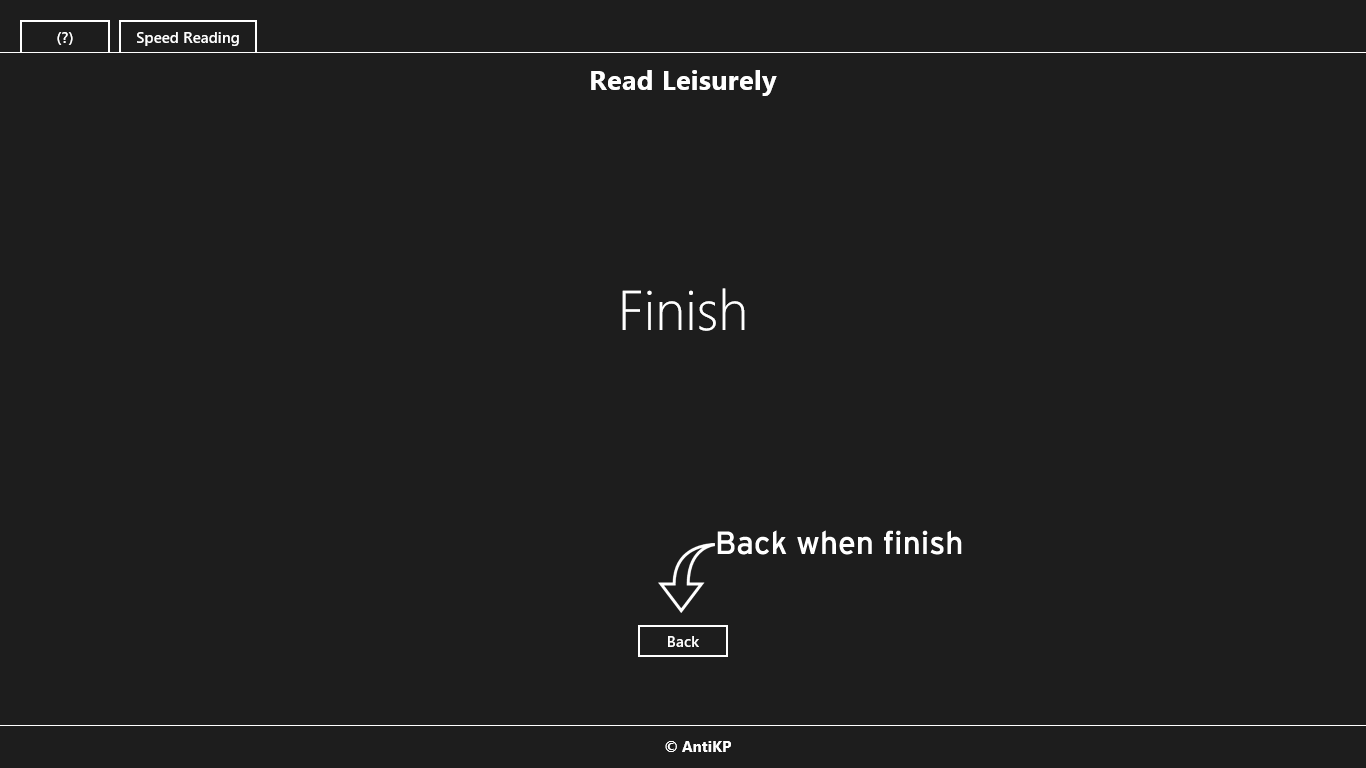 (?)
Speed Reading
Read Leisurely
Finish
Back when finish
Back
© AntiKP